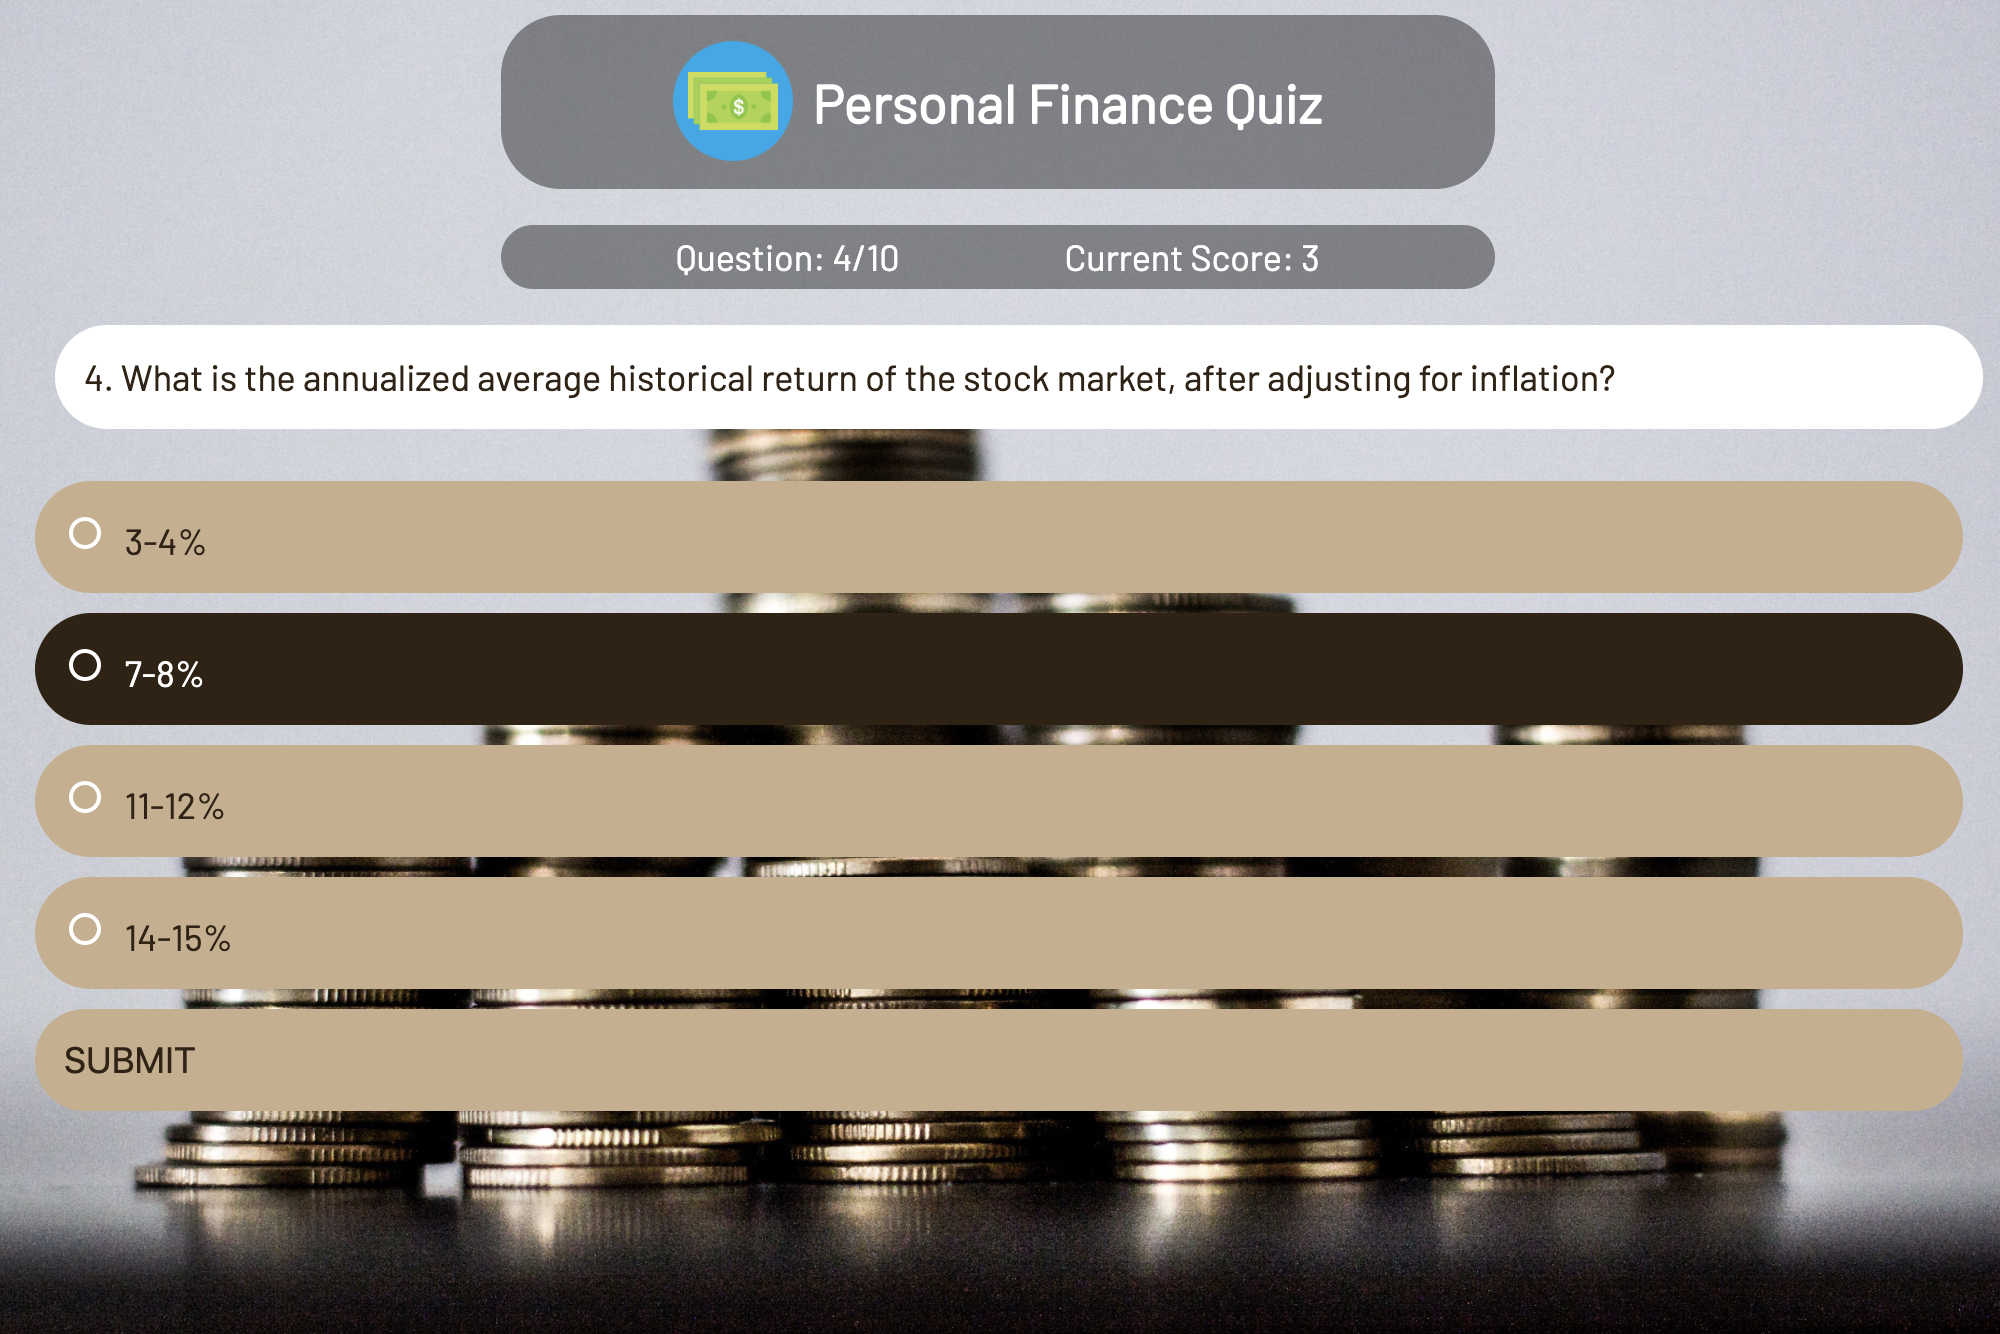 $
Personal Finance Quiz
Question: 4/10 Current Score: 3
4. What is the annualized average historical return of the stock market, after adjusting for inflation?
3-4%
7-8%
11-12%
14-15%
SUBMIT